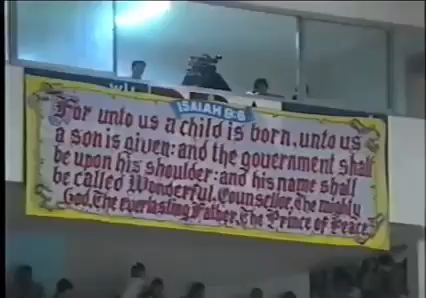 ISAIAH 9:6
For unto us a child is born, unto us
a son is given: and the government shall
be upon his shoulder: and his name shall
be called Wonderful, Counsellor, The mighty
God, The everlasting Father, The Prince of Peace